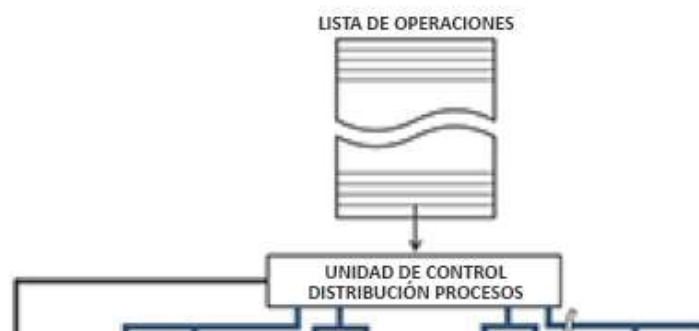 LISTA DE OPERACIONES
UNIDAD DE CONTROL
DISTRIBUCIÓN PROCESOS